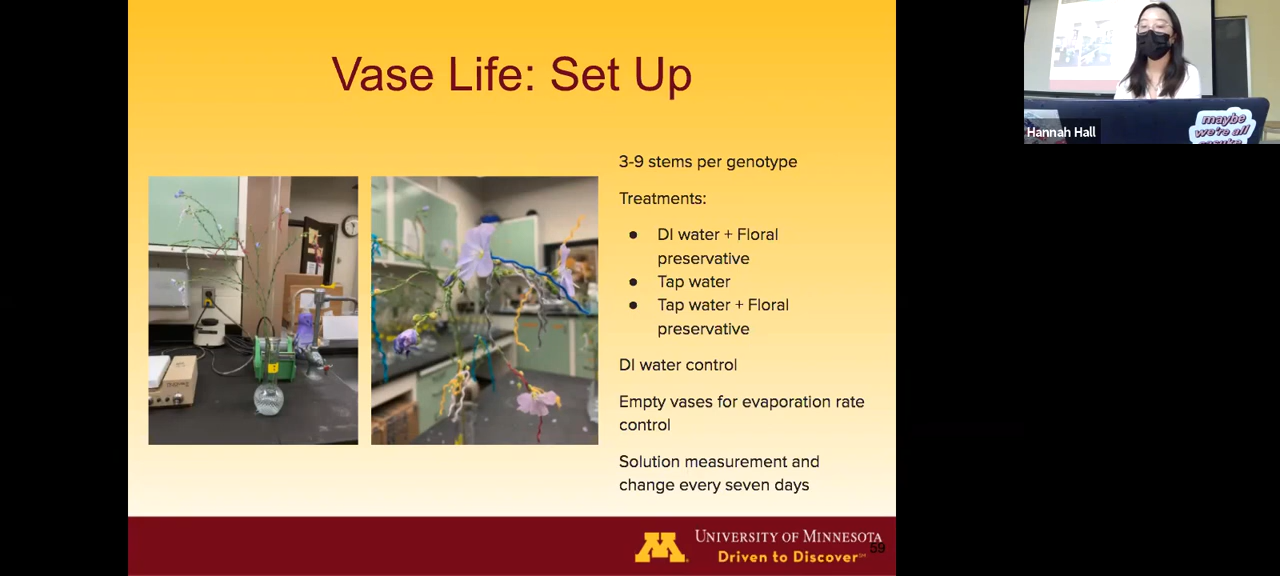 Vase Life: Set Up
3-9 stems per genotype
Treatments:
● DI water + Floral
preservative
● Tap water
● Tap water + Floral
preservative
DI water control
Empty vases for evaporation rate
control
Solution measurement and
change every seven days
UNIVERSITY OF MINNESOTA
Driven to Discover℠
59
Hannah Hall
maybe
we're all